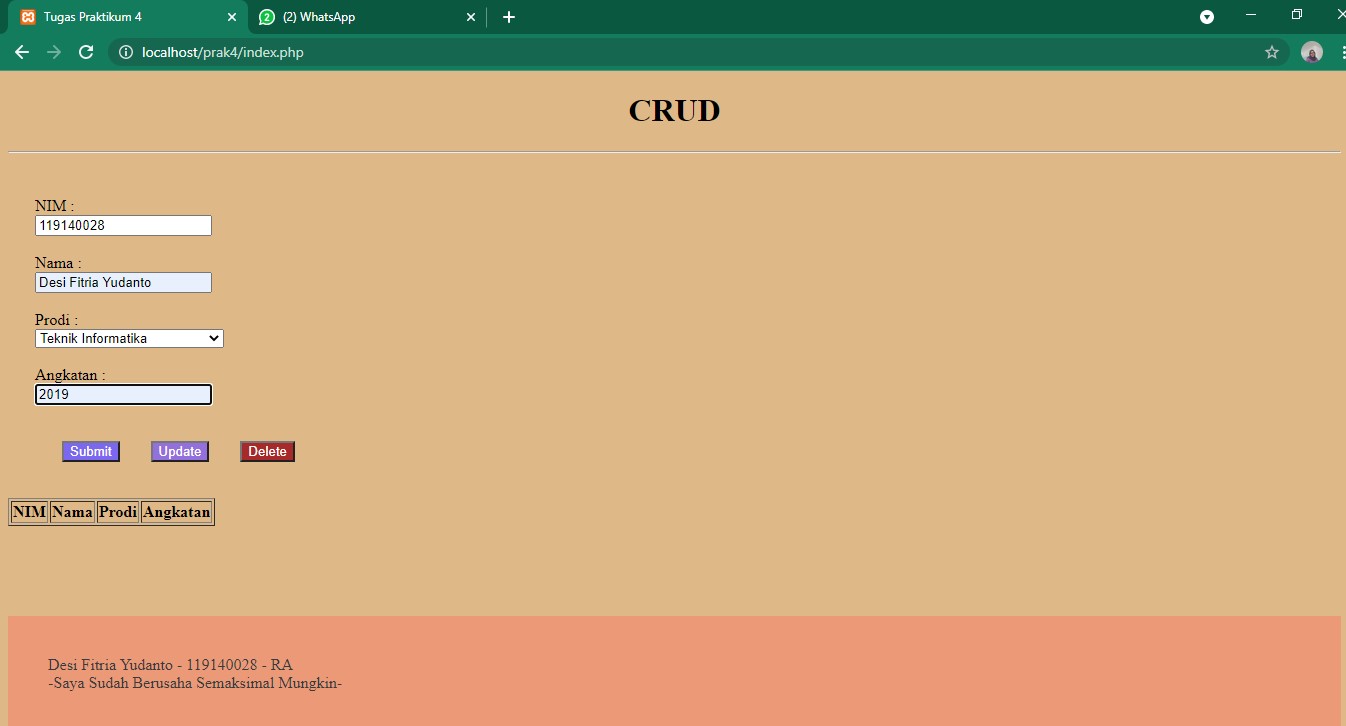 Tugas Praktikum 4
2
(2) WhatsApp
localhost/prak4/index.php
CRUD
NIM :
119140028
Nama :
Desi Fitria Yudanto
Prodi :
Teknik Informatika
Angkatan :
2019
Submit Update Delete
NIM Nama Prodi Angkatan
Desi Fitria Yudanto - 119140028 - RA
-Saya Sudah Berusaha Semaksimal Mungkin-